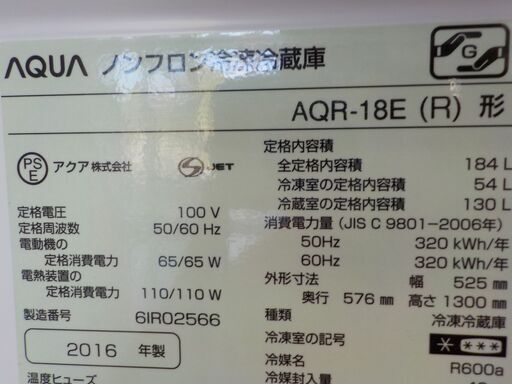 AQUA ノンフロン冷凍冷蔵庫
G
AQR-18E (R) 形
PS E アクア株式会社 S JET
定格電圧 100 V
定格周波数 50/60 Hz
電動機の
定格消費電力 65/65 W
電熱装置の
定格消費電力 110/110 W
製造番号 6IR02566
2016 年製
温度ヒューズ
定格内容積
全定格内容積 184 L
冷凍室の定格内容積 54 L
冷蔵室の定格内容積 130 L
消費電力量 (JIS C 9801-2006年)
50Hz 320 kWh/年
60Hz 320 kWh/年
外形寸法 幅 525 mm
奥行 576 mm 高さ 1300 mm
種類 冷凍冷蔵庫
冷凍室の記号 * ***
冷媒名 R600a
冷媒封入量